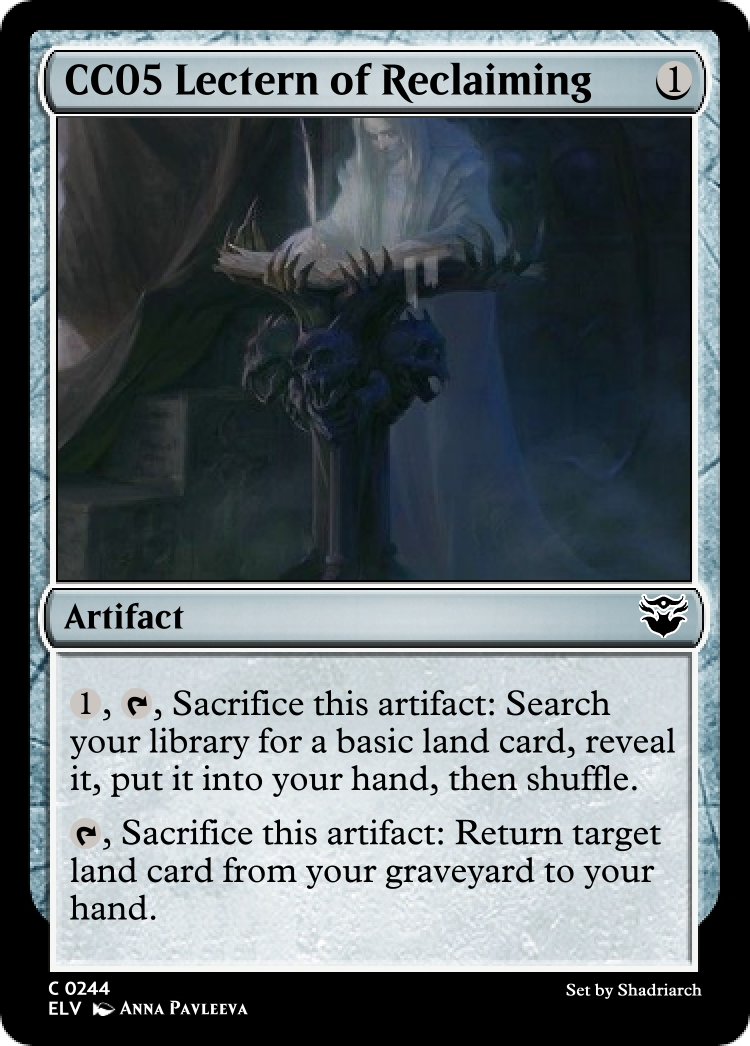 CC05 Lectern of Reclaiming 1
Artifact
1, , Sacrifice this artifact: Search
your library for a basic land card, reveal
it, put it into your hand, then shuffle.
, Sacrifice this artifact: Return target
land card from your graveyard to your
hand.
C 0244
Set by Shadriarch
ELV Anna Pavleeva